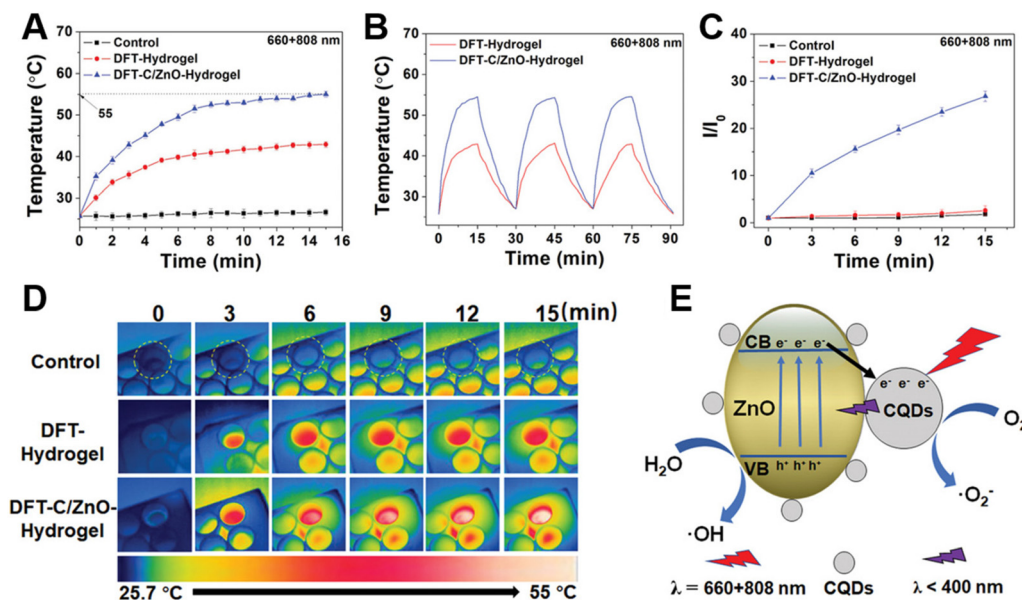 A
Temperature (°C)
70
60
50
40
30
Control
DFT-Hydrogel
DFT-C/ZnO-Hydrogel
660+808 nm
55
0 2 4 6 8 10 12 14 16
Time (min)
B
Temperature (°C)
70
60
50
40
30
DFT-Hydrogel
DFT-C/ZnO-Hydrogel
660+808 nm
0 15 30 45 60 75 90
Time (min)
C
I/I0
40
30
20
10
0
Control
DFT-Hydrogel
DFT-C/ZnO-Hydrogel
660+808 nm
0 3 6 9 12 15
Time (min)
D
0 3 6 9 12 15(min)
Control
DFT-
Hydrogel
DFT-C/ZnO-
Hydrogel
25.7 °C 55 °C
E
CB e- e- e-
ZnO
VB h+ h+ h+
e- e- e-
CQDs
H2O
·OH
O2
·O2-
λ = 660+808 nm
CQDs
λ < 400 nm